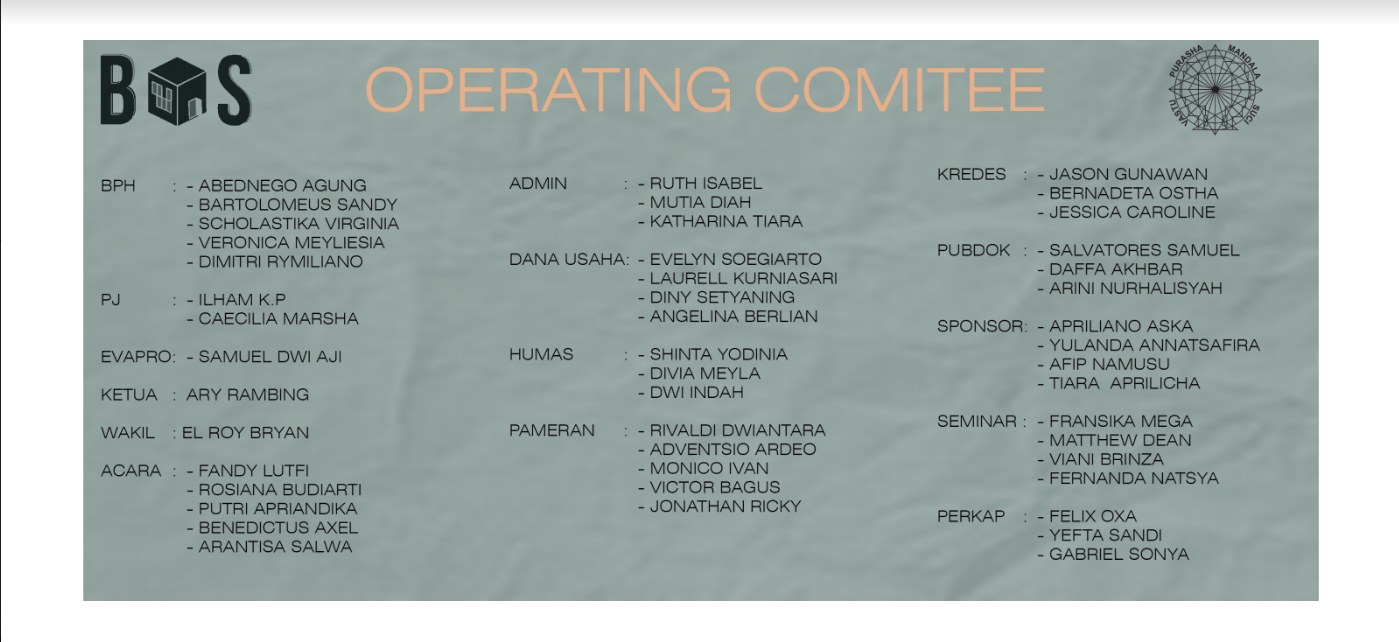 BOS
OPERATING COMITEE
PURASHA MANDALA
VASTU SUCI
BPH : - ABEDNEGO AGUNG
- BARTOLOMEUS SANDY
- SCHOLASTIKA VIRGINIA
- VERONICA MEYLIESIA
- DIMITRI RYMILIANO
PJ : - ILHAM K.P
- CAECILIA MARSHA
EVAPRO: - SAMUEL DWI AJI
KETUA : ARY RAMBING
WAKIL : EL ROY BRYAN
ACARA : - FANDY LUTFI
- ROSIANA BUDIARTI
- PUTRI APRIANDIKA
- BENEDICTUS AXEL
- ARANTISA SALWA
ADMIN : - RUTH ISABEL
- MUTIA DIAH
- KATHARINA TIARA
DANA USAHA: - EVELYN SOEGIARTO
- LAURELL KURNIASARI
- DINY SETYANING
- ANGELINA BERLIAN
HUMAS : - SHINTA YODINIA
- DIVIA MEYLA
- DWI INDAH
PAMERAN : - RIVALDI DWIANTARA
- ADVENTSIO ARDEO
- MONICO IVAN
- VICTOR BAGUS
- JONATHAN RICKY
KREDES : - JASON GUNAWAN
- BERNADETA OSTHA
- JESSICA CAROLINE
PUBDOK : - SALVATORES SAMUEL
- DAFFA AKHBAR
- ARINI NURHALISYAH
SPONSOR: - APRILIANO ASKA
- YULANDA ANNATSAFIRA
- AFIP NAMUSU
- TIARA APRILICHA
SEMINAR : - FRANSIKA MEGA
- MATTHEW DEAN
- VIANI BRINZA
- FERNANDA NATSYA
PERKAP : - FELIX OXA
- YEFTA SANDI
- GABRIEL SONYA